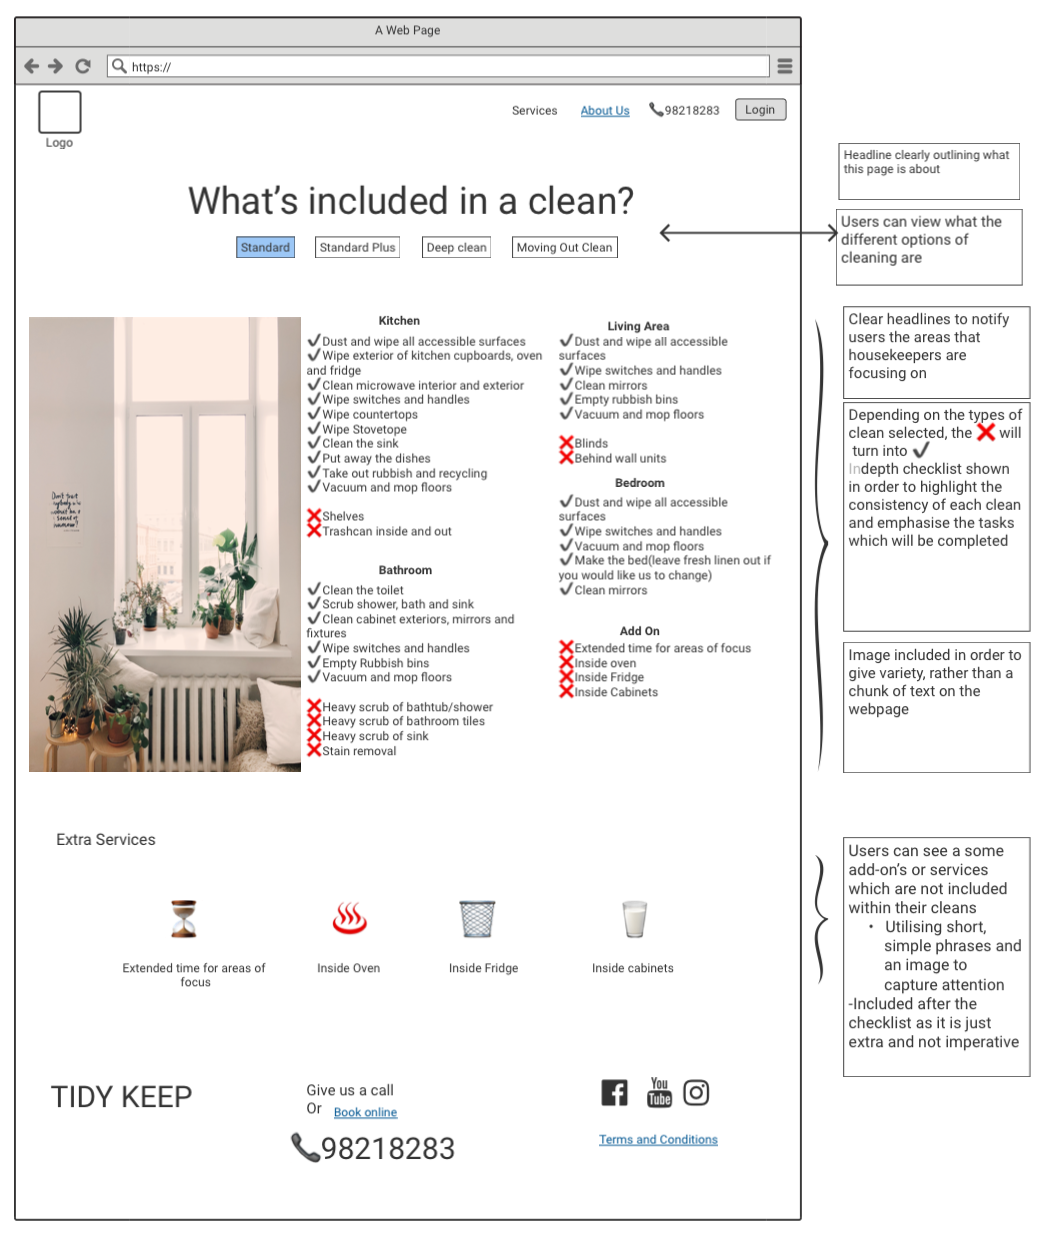 A Web Page
https://
Logo
Services About Us 98218283 Login
What's included in a clean?
Standard Standard Plus Deep clean Moving Out Clean
Kitchen
Dust and wipe all accessible surfaces
Wipe exterior of kitchen cupboards, oven
and fridge
Clean microwave interior and exterior
Wipe switches and handles
Wipe countertops
Wipe Stovetope
Clean the sink
Put away the dishes
Take out rubbish and recycling
Vacuum and mop floors
Shelves
Trashcan inside and out
Bathroom
Clean the toilet
Scrub shower, bath and sink
Clean cabinet exteriors, mirrors and
fixtures
Wipe switches and handles
Empty Rubbish bins
Vacuum and mop floors
Heavy scrub of bathtub/shower
Heavy scrub of bathroom tiles
Heavy scrub of sink
Stain removal
Living Area
Dust and wipe all accessible
surfaces
Wipe switches and handles
Clean mirrors
Empty rubbish bins
Vacuum and mop floors
Blinds
Behind wall units
Bedroom
Dust and wipe all accessible
surfaces
Wipe switches and handles
Vacuum and mop floors
Make the bed(leave fresh linen out if
you would like us to change)
Clean mirrors
Add On
Extended time for areas of focus
Inside oven
Inside Fridge
Inside Cabinets
Extra Services
Extended time for areas of
focus
Inside Oven
Inside Fridge
Inside cabinets
TIDY KEEP
Give us a call
Or Book online
98218283
You
Tube
Terms and Conditions
Headline clearly outlining what
this page is about
Users can view what the
different options of
cleaning are
Clear headlines to notify
users the areas that
housekeepers are
focusing on
Depending on the types of
clean selected, the will
turn into
Indepth checklist shown
in order to highlight the
consistency of each clean
and emphasise the tasks
which will be completed
Image included in order to
give variety, rather than a
chunk of text on the
webpage
Users can see a some
add-on's or services
which are not included
within their cleans
• Utilising short,
simple phrases and
an image to
capture attention
-Included after the
checklist as it is just
extra and not imperative